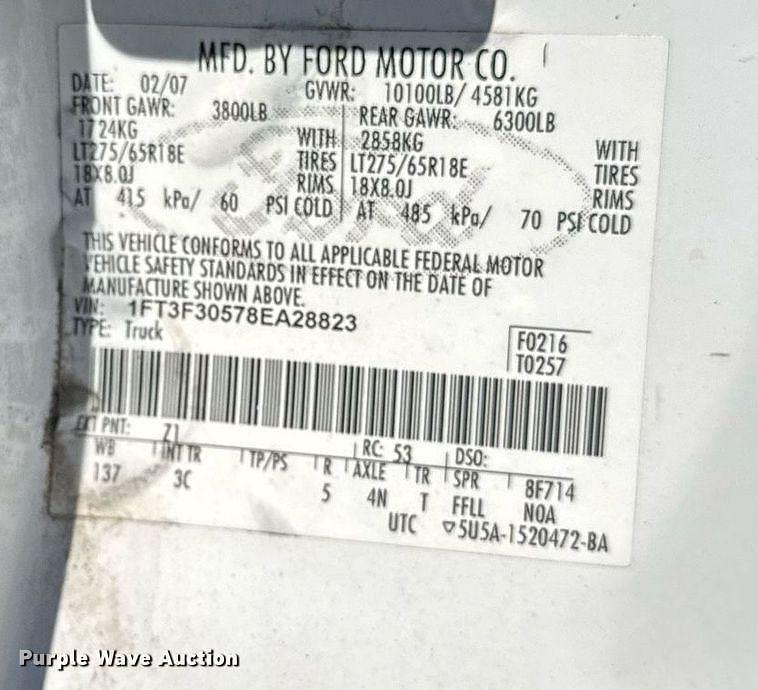 MFD. BY FORD MOTOR CO.
DATE: 02/07 GVWR: 10100LB/ 4581KG
FRONT GAWR: 3800LB REAR GAWR: 6300LB
1724KG WITH 2858KG WITH
LT275/65R18E TIRES LT275/65R18E TIRES
18X8.0J RIMS 18X8.0J RIMS
AT 415 kPa/ 60 PSI COLD AT 485 kPa/ 70 PSI COLD
Ford
THIS VEHICLE CONFORMS TO ALL APPLICABLE FEDERAL MOTOR
VEHICLE SAFETY STANDARDS IN EFFECT ON THE DATE OF
MANUFACTURE SHOWN ABOVE.
VIN: 1FT3F30578EA28823
TYPE: Truck
F0216
T0257
EXT PNT: Z1 RC: 53 DSO:
WB INT TR TP/PS R AXLE TR SPR 8F714
137 3C 5 4N T FFLL NOA
UTC ▽5U5A-1520472-BA
Purple Wave Auction